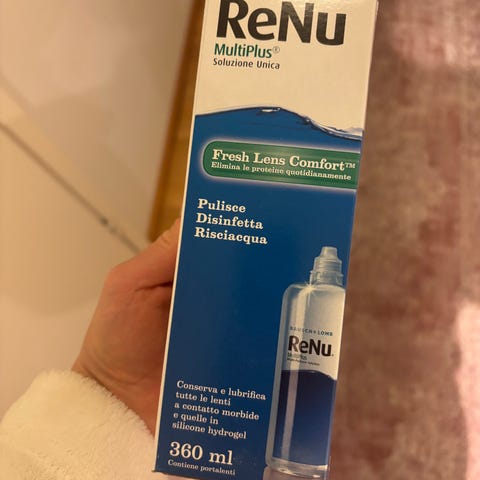 ReNu
MultiPlus®
Soluzione Unica
Fresh Lens Comfort™
Elimina le proteine quotidianamente
Pulisce
Disinfetta
Risciacqua
BAUSCH + LOMB
ReNu.
MultiPlus
Conserva e lubrifica
tutte le lenti
a contatto morbide
e quelle in
silicone hydrogel
360 ml
Contiene portalenti